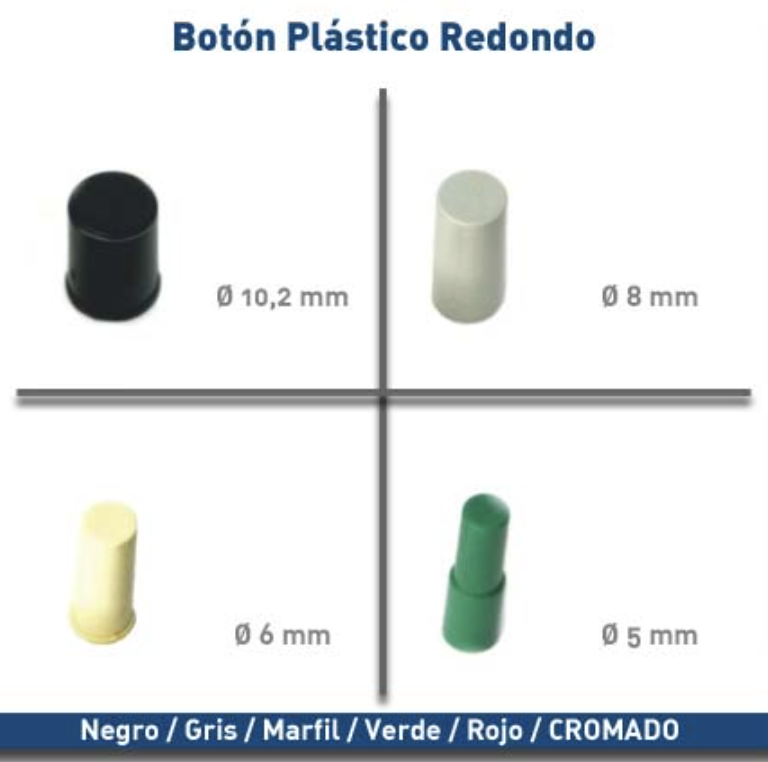 Botón Plástico Redondo
Ø 10,2 mm
Ø 8 mm
Ø 6 mm
Ø 5 mm
Negro / Gris / Marfil / Verde / Rojo / CROMADO